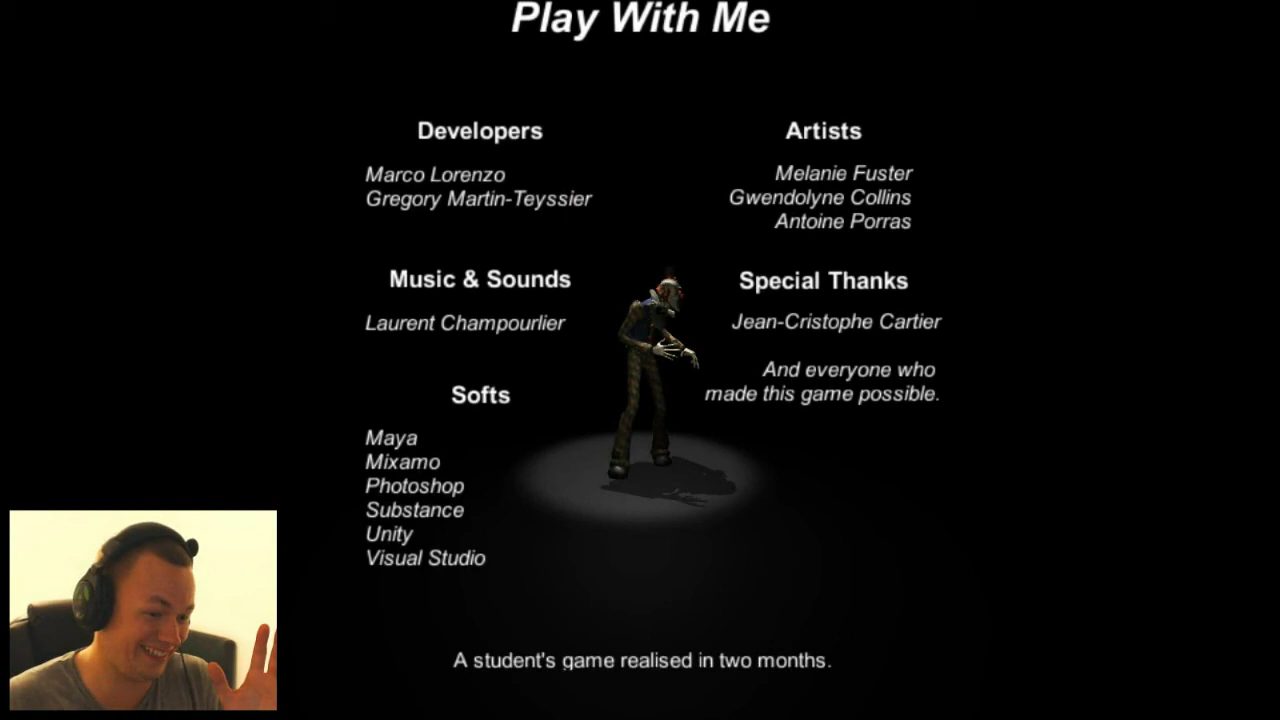 Play With Me
Developers
Marco Lorenzo
Gregory Martin-Teyssier
Artists
Melanie Fuster
Gwendolyne Collins
Antoine Porras
Music & Sounds
Laurent Champourlier
Special Thanks
Jean-Cristophe Cartier
And everyone who
made this game possible.
Softs
Maya
Mixamo
Photoshop
Substance
Unity
Visual Studio
A student's game realised in two months.